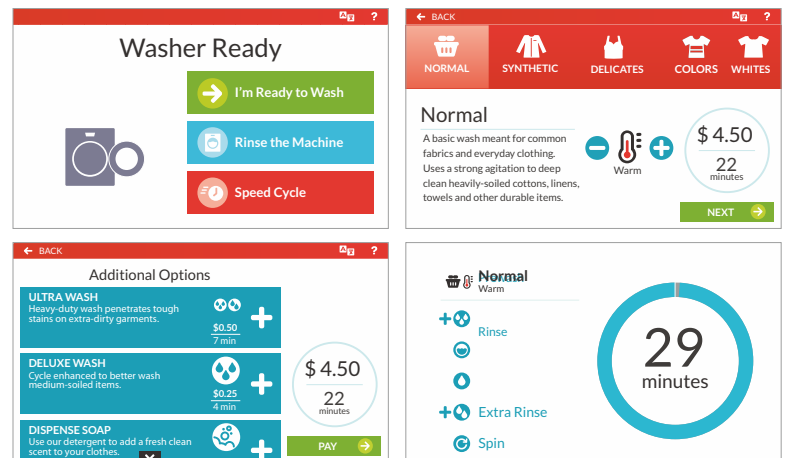 ?
Washer Ready
I'm Ready to Wash
Rinse the Machine
Speed Cycle
BACK
?
NORMAL
SYNTHETIC
DELICATES
COLORS
WHITES
Normal
A basic wash meant for common
fabrics and everyday clothing.
Uses a strong agitation to deep
clean heavily-soiled cottons, linens,
towels and other durable items.
Warm
$ 4.50
22
minutes
NEXT
BACK
?
Additional Options
ULTRA WASH
Heavy-duty wash penetrates tough
stains on extra-dirty garments.
$0.50
7 min
DELUXE WASH
Cycle enhanced to better wash
medium-soiled items.
$0.25
4 min
DISPENSE SOAP
Use our detergent to add a fresh clean
scent to your clothes.
$ 4.50
22
minutes
PAY
Normal
Warm
Rinse
Extra Rinse
Spin
29
minutes